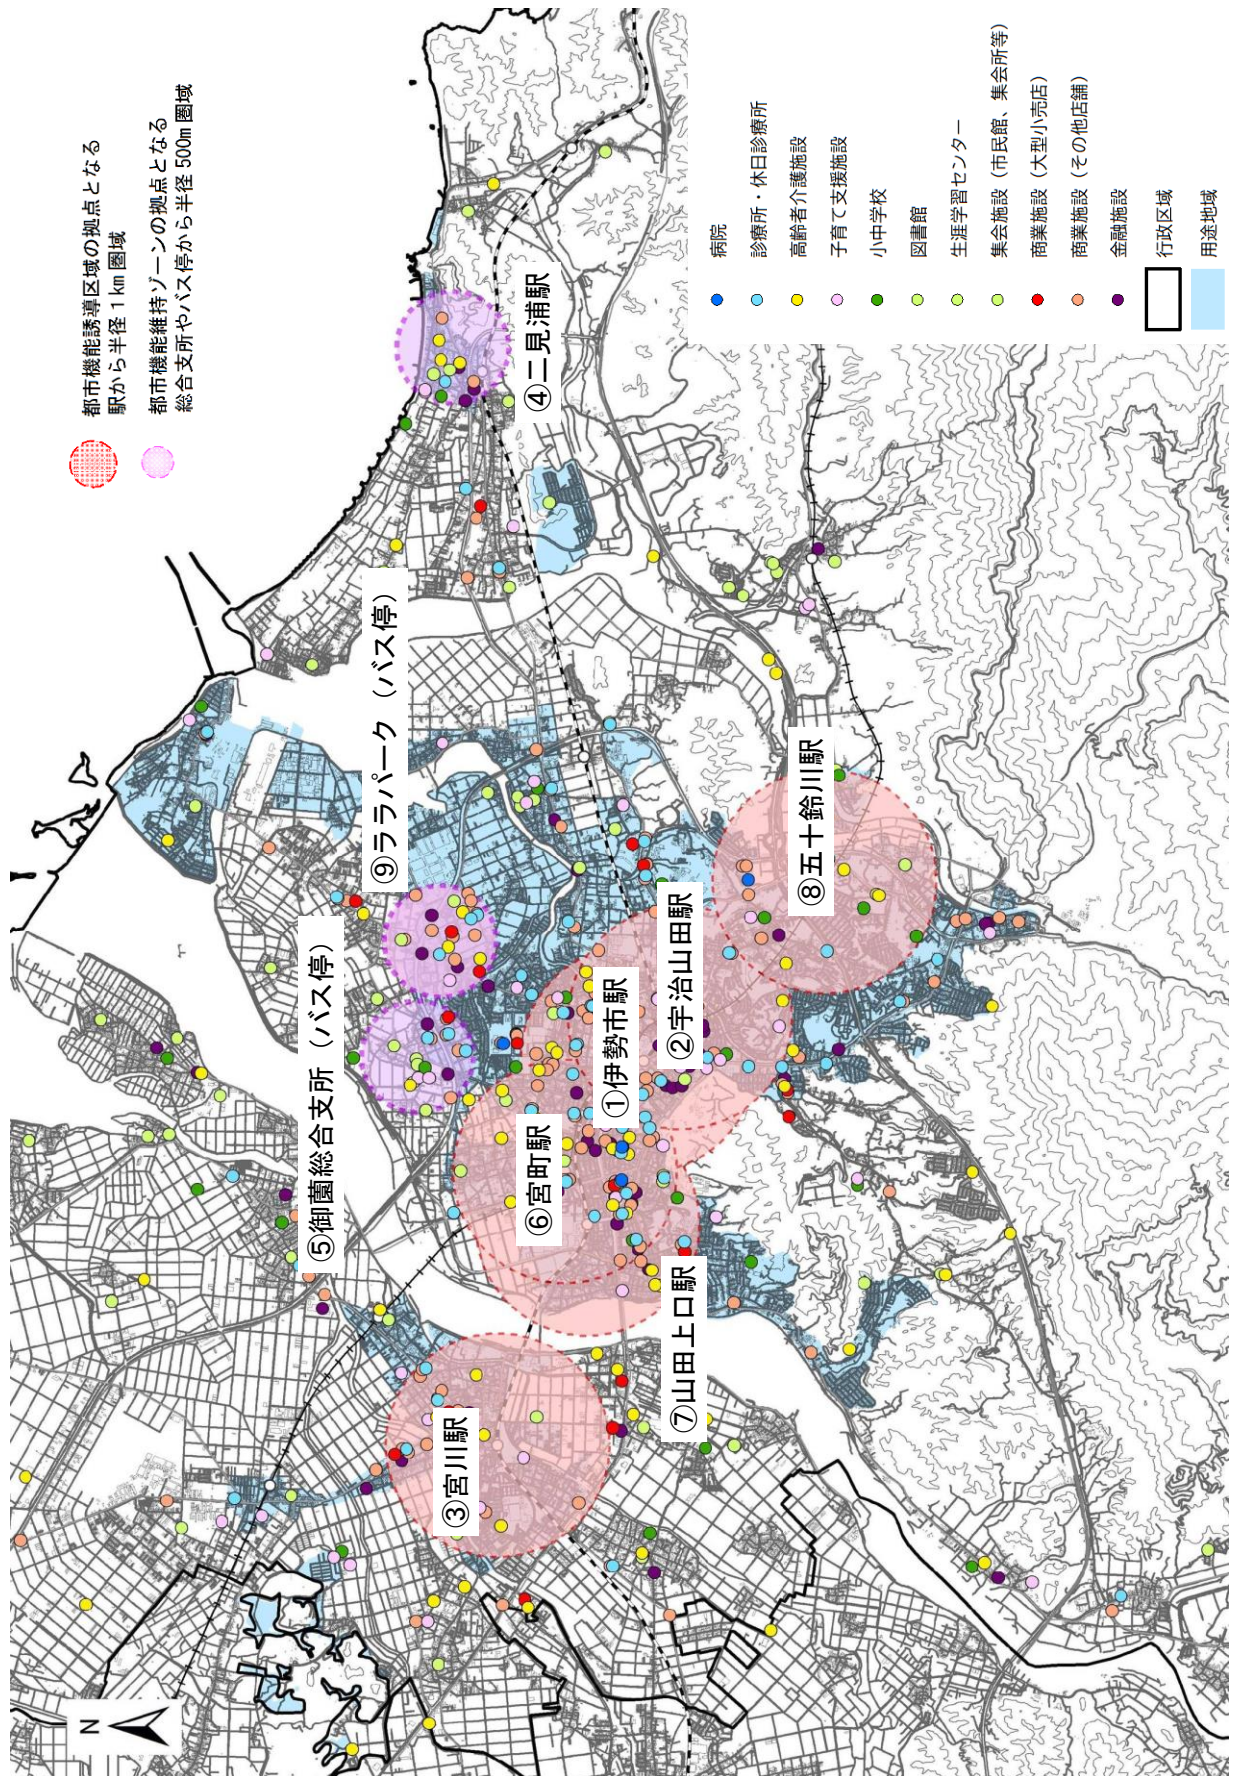 都市機能誘導区域の拠点となる
駅から半径１km圏域
都市機能維持ゾーンの拠点となる
総合支所やバス停から半径500m圏域
N
③宮川駅
⑤御薗総合支所（バス停）
⑨ララパーク（バス停）
④二見浦駅
⑥宮町駅
①伊勢市駅
②宇治山田駅
⑦山田上口駅
⑧五十鈴川駅
病院
診療所・休日診療所
高齢者介護施設
子育て支援施設
小中学校
図書館
生涯学習センター
集会施設（市民館、集会所等）
商業施設（大型小売店）
商業施設（その他店舗）
金融施設
行政区域
用途地域